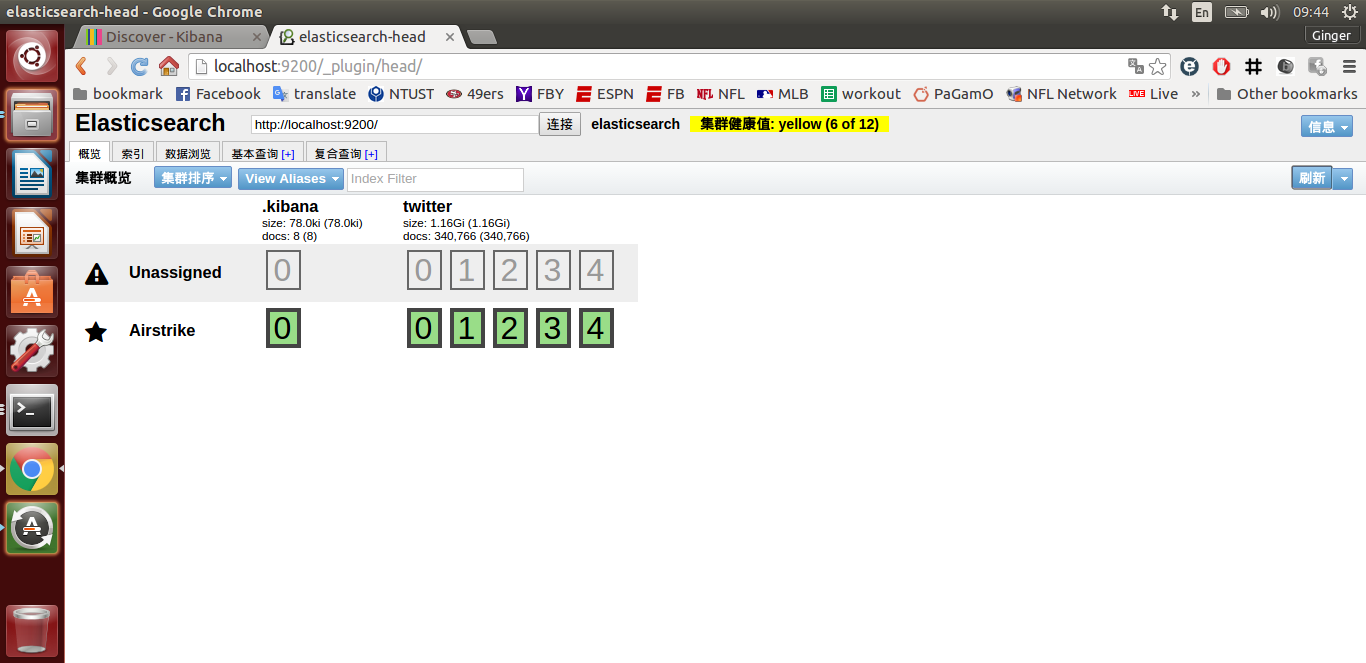 elasticsearch-head - Google Chrome
En
09:44
Discover - Kibana
elasticsearch-head
Ginger
localhost:9200/_plugin/head/
bookmark Facebook translate NTUST 49ers FBY ESPN FB NFL NFL MLB workout PaGamO NFL Network LIVE Live » Other bookmarks
Elasticsearch http://localhost:9200/ 连接 elasticsearch 集群健康值: yellow (6 of 12) 信息
概览 索引 数据浏览 基本查询 [+] 复合查询 [+]
集群概览 集群排序 View Aliases Index Filter 刷新
.kibana twitter
size: 78.0ki (78.0ki) size: 1.16Gi (1.16Gi)
docs: 8 (8) docs: 340,766 (340,766)
Unassigned 0 0 1 2 3 4
Airstrike 0 0 1 2 3 4